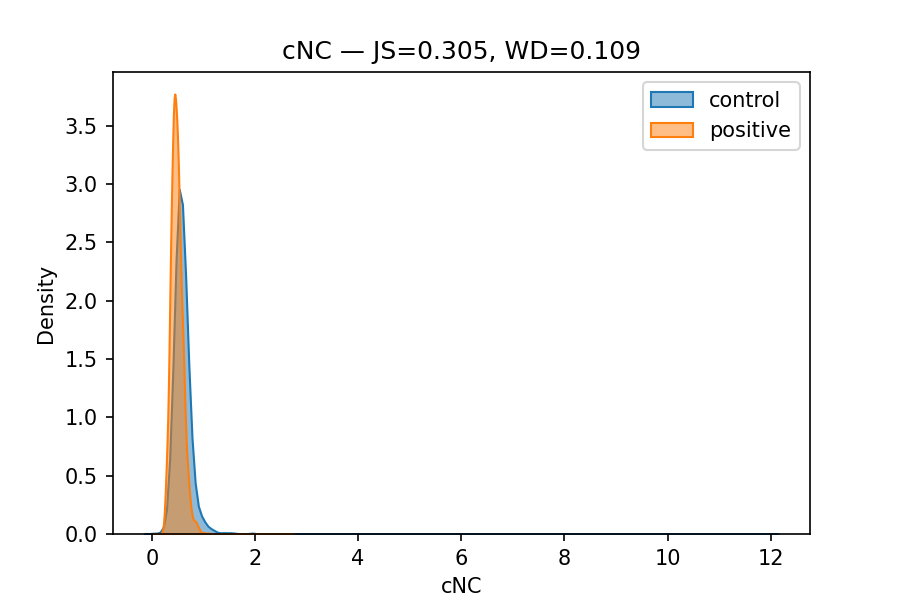 cNC — JS=0.305, WD=0.109
control
positive
Density
3.5
3.0
2.5
2.0
1.5
1.0
0.5
0.0
0 2 4 6 8 10 12
cNC